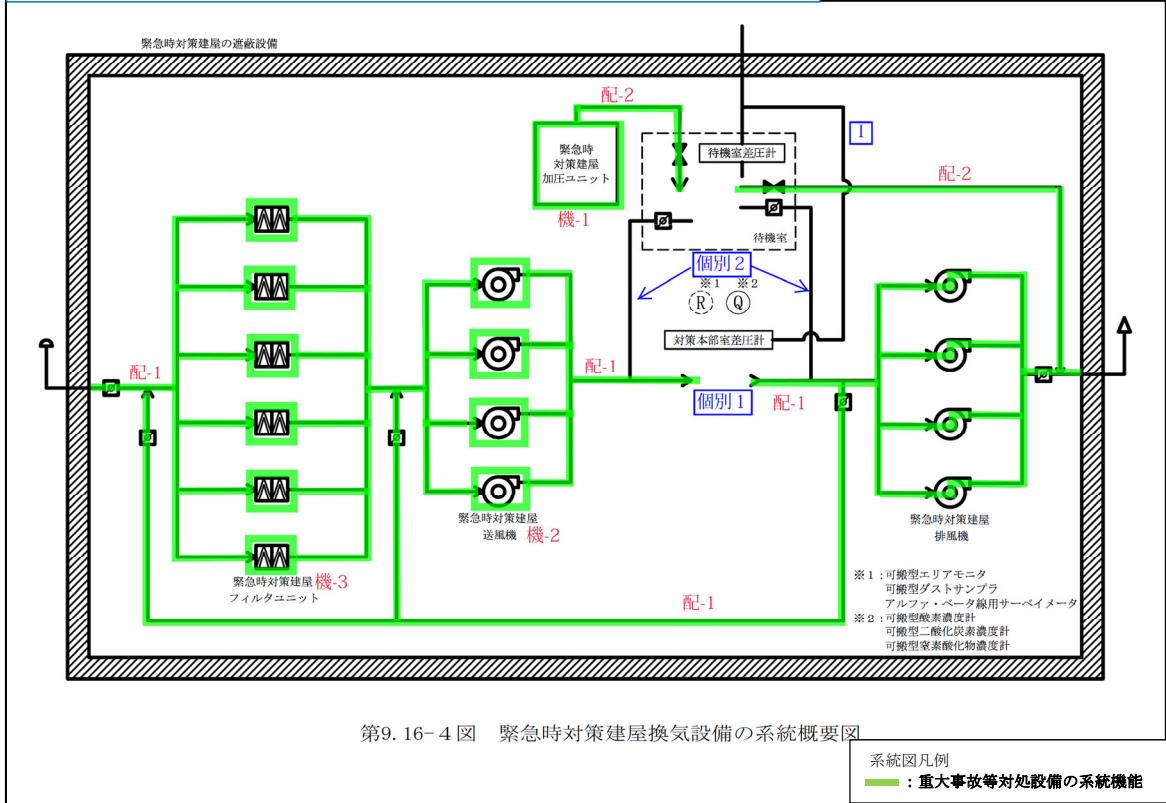 緊急時対策建屋の遮蔽設備
配-2
I
緊急時
対策建屋
加圧ユニット
機-1
待機室差圧計
配-2
待機室
個別2
※1 ※2
R Q
対策本部室差圧計
配-1
配-1
個別1
配-1
緊急時対策建屋
送風機
機-2
緊急時対策建屋
排風機
緊急時対策建屋
フィルタユニット
機-3
配-1
※1:可搬型エリアモニタ
可搬型ダストサンプラ
アルファ・ベータ線用サーベイメータ
※2:可搬型酸素濃度計
可搬型二酸化炭素濃度計
可搬型窒素酸化物濃度計
第9.16-4図 緊急時対策建屋換気設備の系統概要図
系統図凡例
:重大事故等対処設備の系統機能